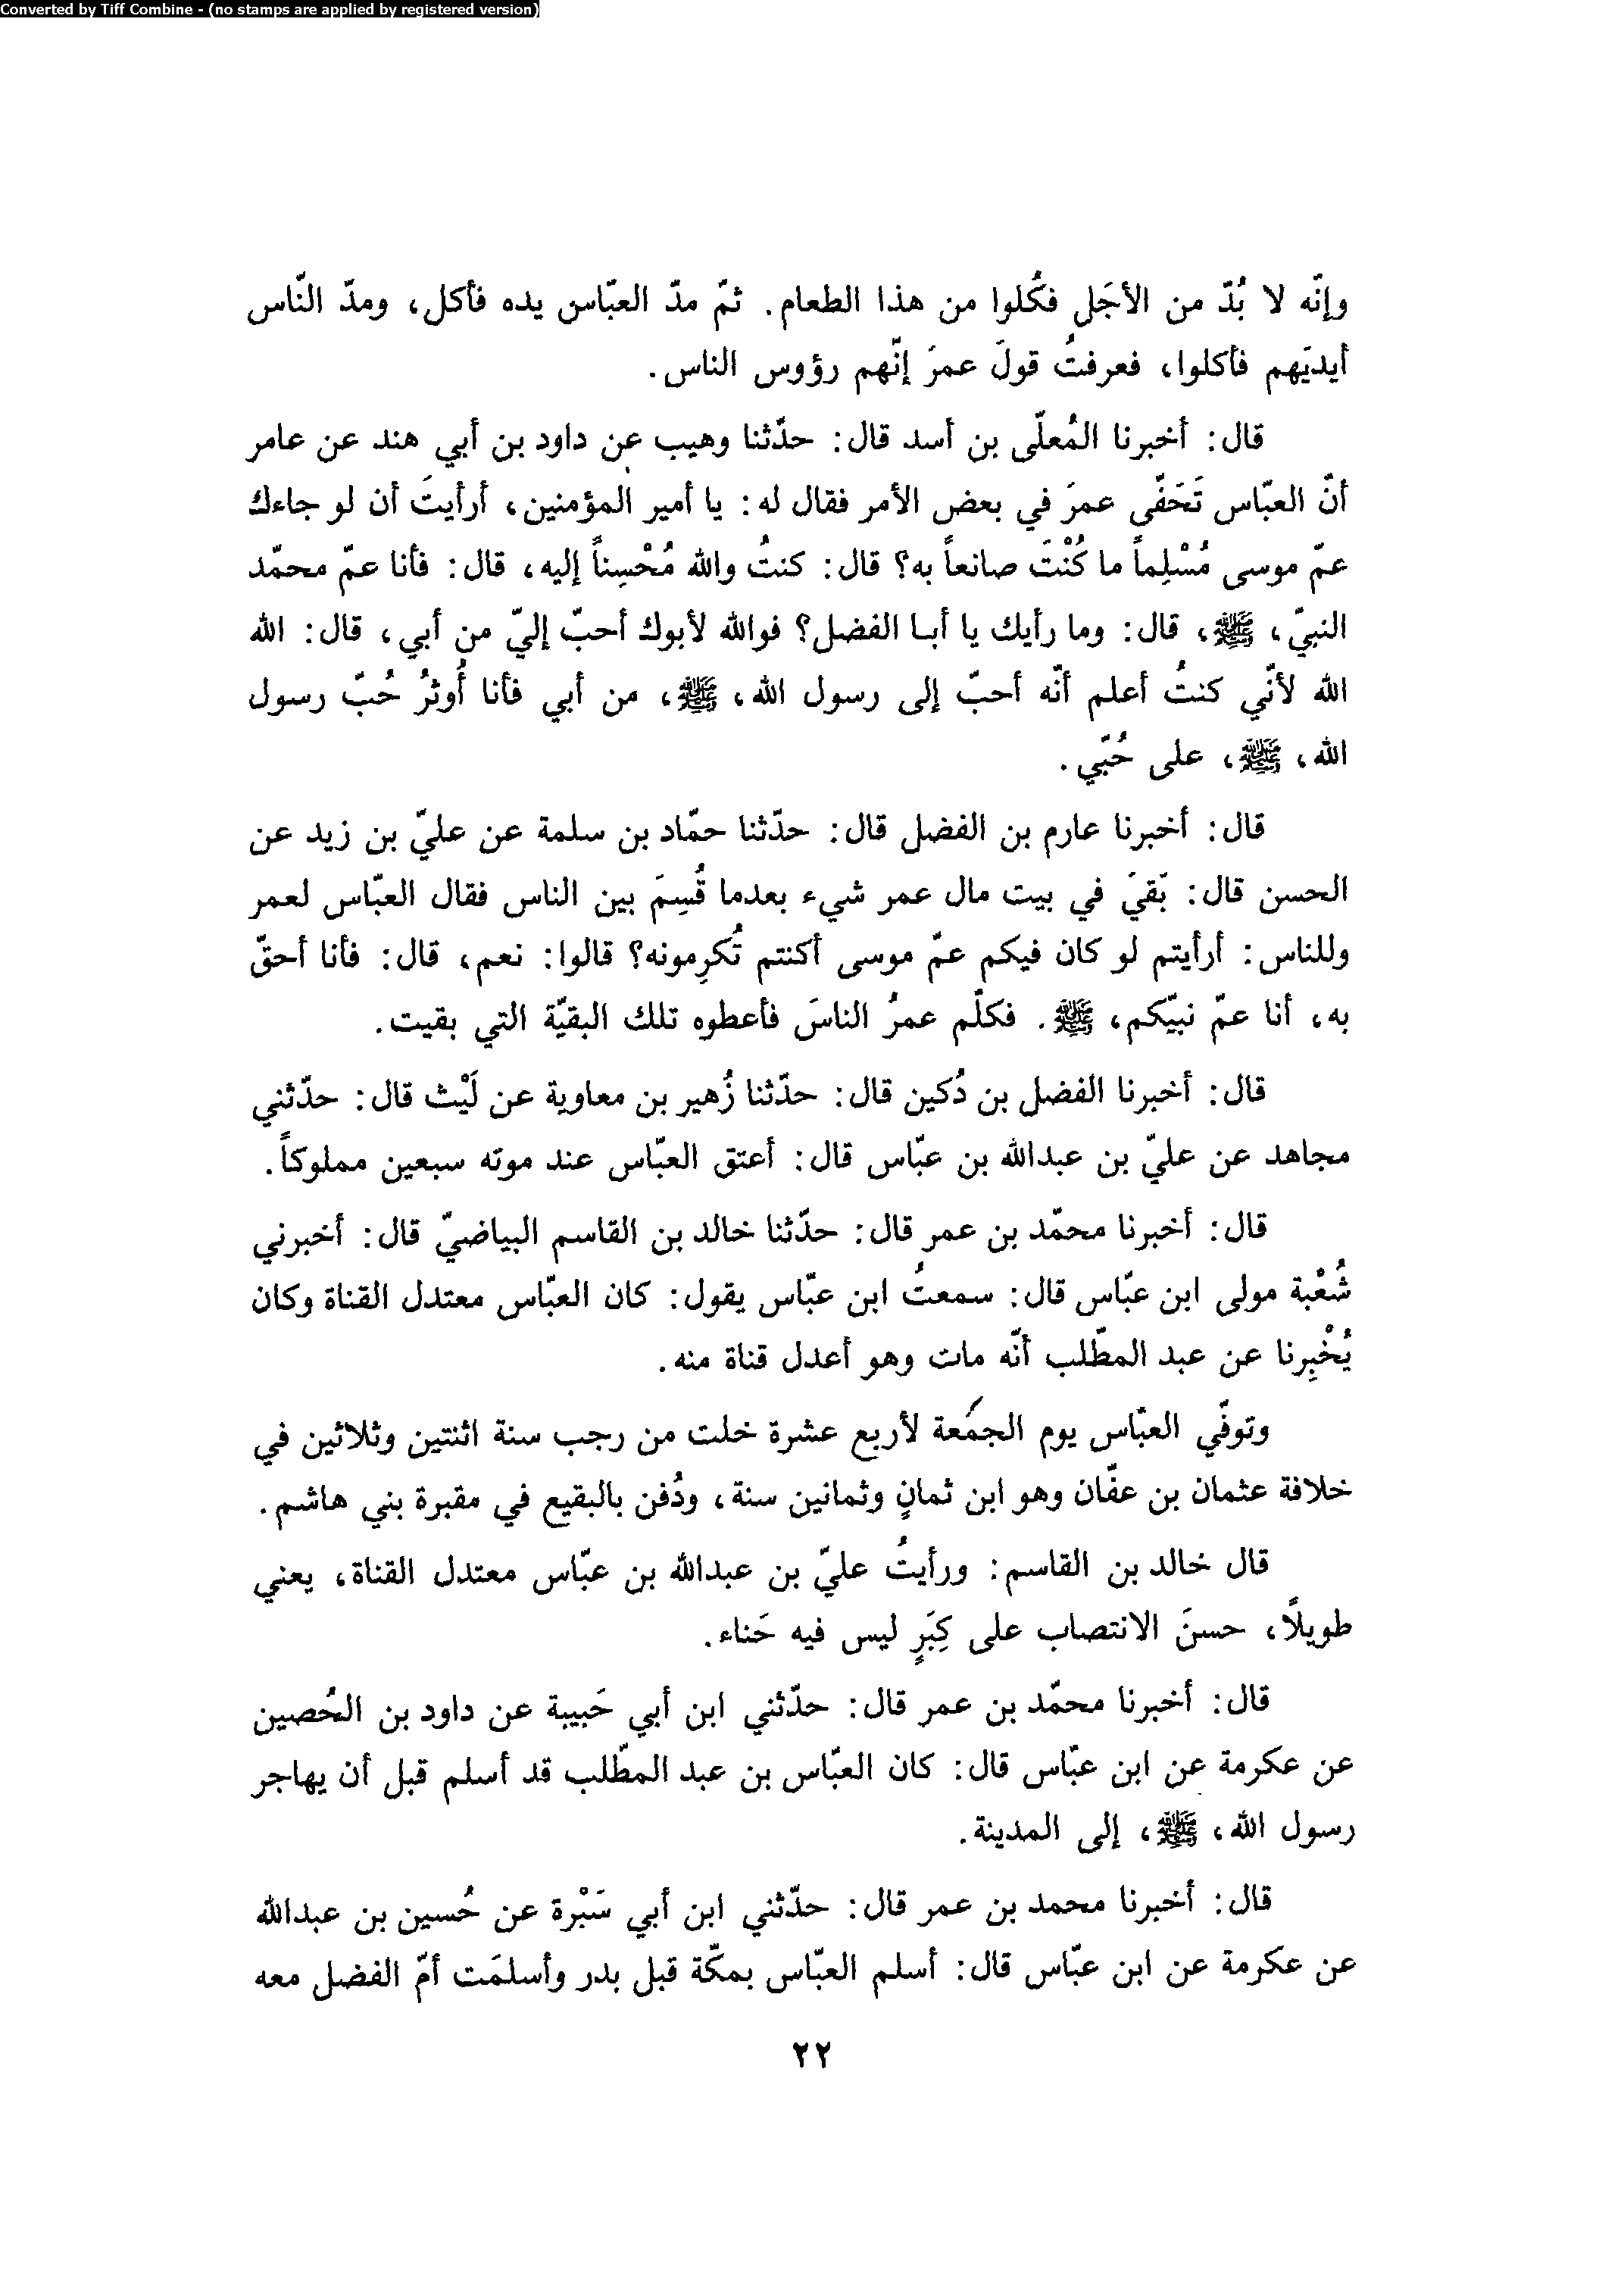 Converted by Tiff Combine - (no stamps are applied by registered version)
وإنّه لا بُدّ من الأجَل فكُلوا من هذا الطعام. ثمّ مدّ العبّاس يده فأكل، ومدّ النّاس
أيديَهم فأكلوا، فعرفتُ قولَ عمرَ إنّهم رؤوس الناس.
قال: أخبرنا المُعلّى بن أسد قال: حدّثنا وهيب عن داود بن أبي هند عن عامر
أنّ العبّاس تَحَفّى عمرَ في بعض الأمر فقال له: يا أمير المؤمنين، أرأيتَ أن لو جاءك
عمّ موسى مُسْلِماً ما كُنْتَ صانعاً به؟ قال: كنتُ والله مُحْسِناً إليه، قال: فأنا عمّ محمّد
النبيّ، ﷺ، قال: وما رأيك يا أبا الفضل؟ فوالله لأبوك أحبّ إليّ من أبي، قال: الله
الله لأنّي كنتُ أعلم أنّه أحبّ إلى رسول الله، ﷺ، من أبي فأنا أُوثرُ حُبّ رسول
الله، ﷺ، على حُبّي.
قال: أخبرنا عارم بن الفضل قال: حدّثنا حمّاد بن سلمة عن عليّ بن زيد عن
الحسن قال: بَقيَ في بيت مال عمر شيء بعدما قُسِمَ بين الناس فقال العبّاس لعمر
وللناس: أرأيتم لو كان فيكم عمّ موسى أكنتم تُكرِمونه؟ قالوا: نعم، قال: فأنا أحقّ
به، أنا عمّ نبيّكم، ﷺ. فكلّم عمرُ الناسَ فأعطوه تلك البقيّة التي بقيت.
قال: أخبرنا الفضل بن دُكين قال: حدّثنا زُهير بن معاوية عن لَيْث قال: حدّثني
مجاهد عن عليّ بن عبدالله بن عبّاس قال: أعتق العبّاس عند موته سبعين مملوكاً.
قال: أخبرنا محمّد بن عمر قال: حدّثنا خالد بن القاسم البياضيّ قال: أخبرني
شُعْبة مولى ابن عبّاس قال: سمعتُ ابن عبّاس يقول: كان العبّاس معتدل القناة وكان
يُخْبِرنا عن عبد المطّلب أنّه مات وهو أعدل قناة منه.
وتوفّي العبّاس يوم الجمَعة لأربع عشرة خلت من رجب سنة اثنتين وثلاثين في
خلافة عثمان بن عفّان وهو ابن ثمانٍ وثمانين سنة، ودُفن بالبقيع في مقبرة بني هاشم.
قال خالد بن القاسم: ورأيتُ عليّ بن عبدالله بن عبّاس معتدل القناة، يعني
طويلاً، حسنَ الانتصاب على كِبَرٍ ليس فيه حَناء.
قال: أخبرنا محمّد بن عمر قال: حدّثني ابن أبي حَبيبة عن داود بن الحُصين
عن عكرمة عن ابن عبّاس قال: كان العبّاس بن عبد المطّلب قد أسلم قبل أن يهاجر
رسول الله، ﷺ، إلى المدينة.
قال: أخبرنا محمد بن عمر قال: حدّثني ابن أبي سَبْرة عن حُسين بن عبدالله
عن عكرمة عن ابن عبّاس قال: أسلم العبّاس بمكّة قبل بدر وأسلمَت أمّ الفضل معه
٢٢